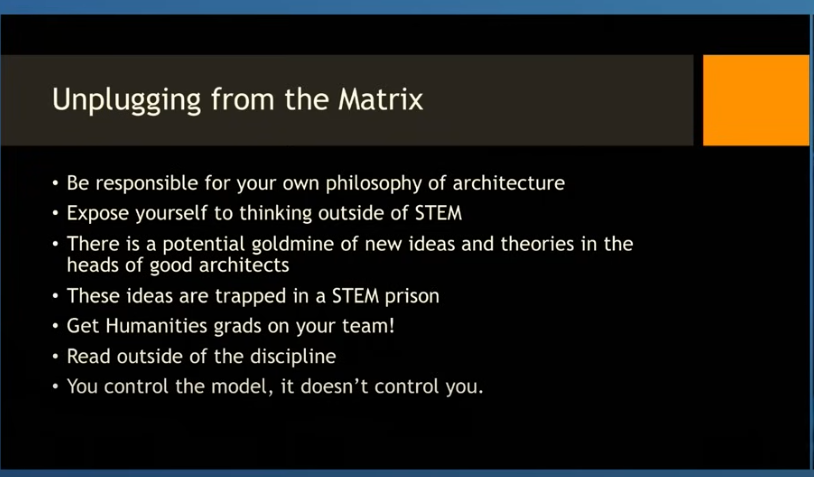 Unplugging from the Matrix
• Be responsible for your own philosophy of architecture
• Expose yourself to thinking outside of STEM
• There is a potential goldmine of new ideas and theories in the
heads of good architects
• These ideas are trapped in a STEM prison
• Get Humanities grads on your team!
• Read outside of the discipline
• You control the model, it doesn’t control you.